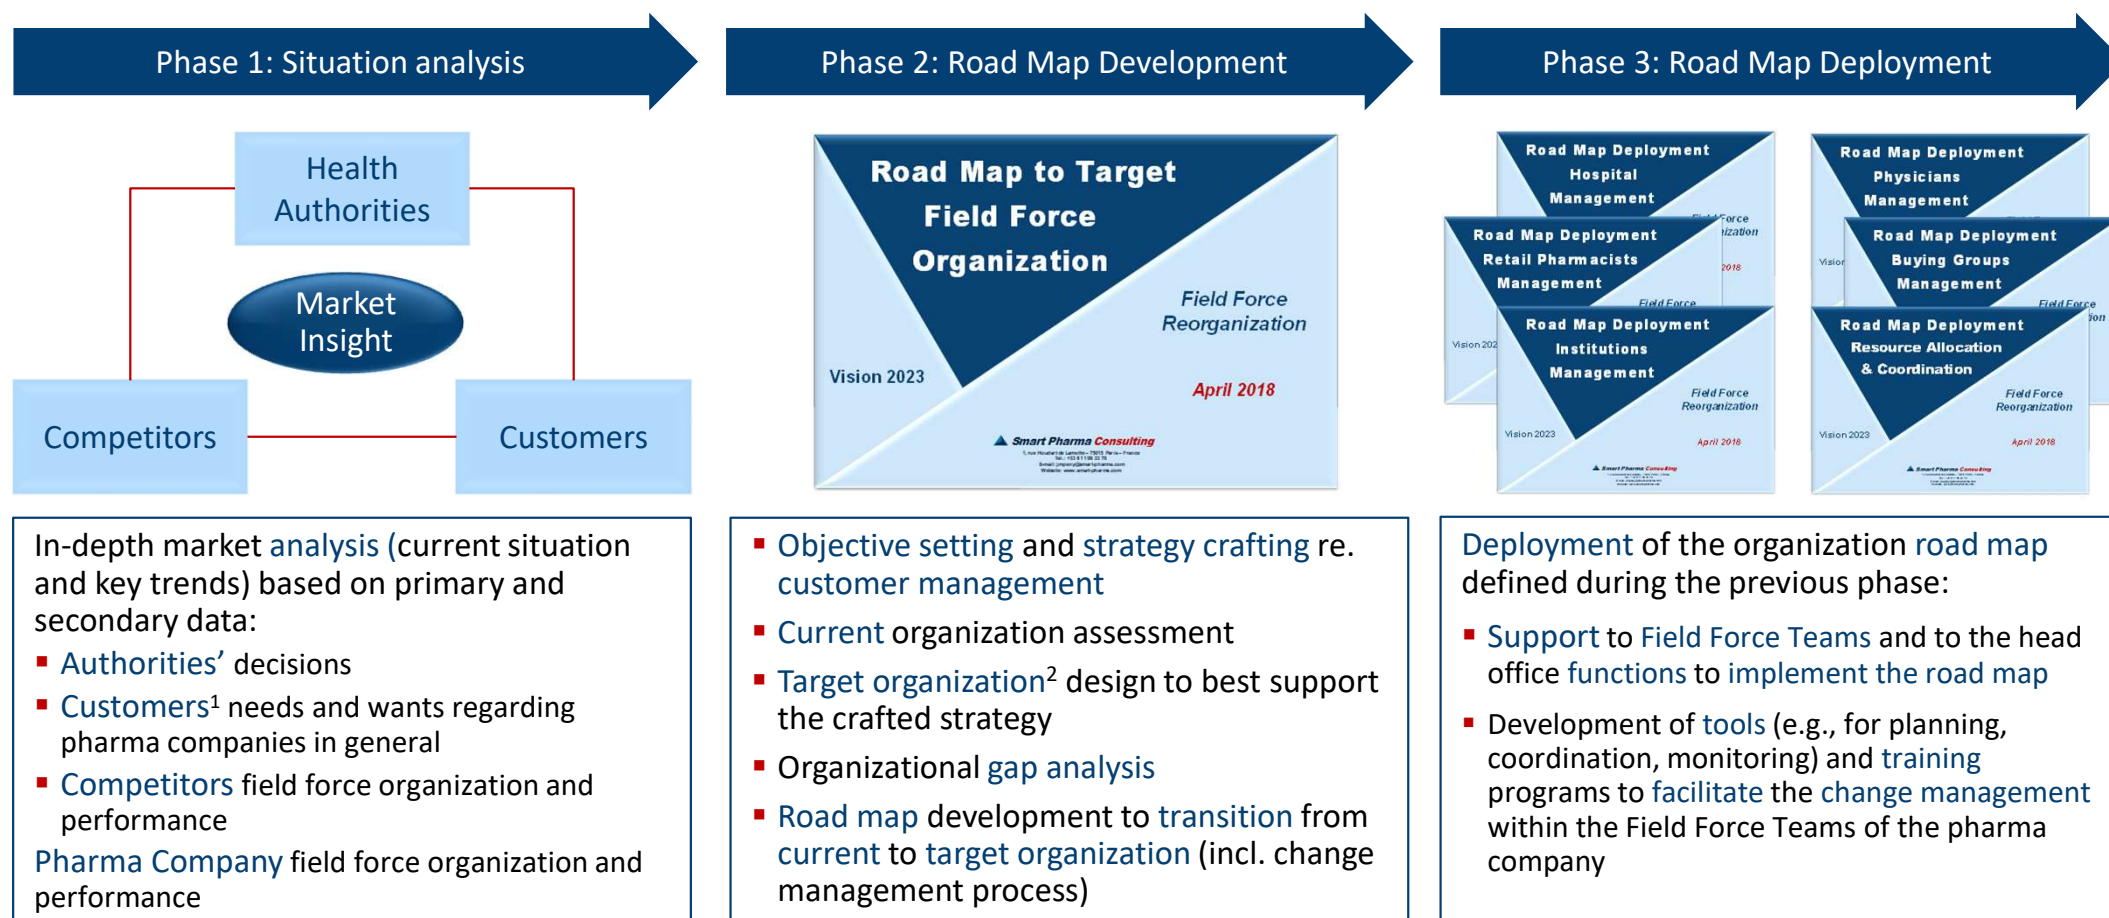 Phase 1: Situation analysis
Health
Authorities
Market
Insight
Competitors
Customers
In-depth market analysis (current situation
and key trends) based on primary and
secondary data:
▪ Authorities’ decisions
▪ Customers¹ needs and wants regarding
pharma companies in general
▪ Competitors field force organization and
performance
Pharma Company field force organization and
performance
Phase 2: Road Map Development
Road Map to Target
Field Force
Organization
Field Force
Reorganization
Vision 2023
April 2018
Smart Pharma Consulting
▪ Objective setting and strategy crafting re.
customer management
▪ Current organization assessment
▪ Target organization² design to best support
the crafted strategy
▪ Organizational gap analysis
▪ Road map development to transition from
current to target organization (incl. change
management process)
Phase 3: Road Map Deployment
Road Map Deployment
Hospital
Management
Road Map Deployment
Physicians
Management
Road Map Deployment
Retail Pharmacists
Management
Field Force
Road Map Deployment
Buying Groups
Management
Field Force
Road Map Deployment
Institutions
Management
Field Force
Reorganization
Vision 2023
April 2018
Smart Pharma Consulting
Road Map Deployment
Resource Allocation
& Coordination
Field Force
Reorganization
Vision 2023
April 2018
Smart Pharma Consulting
Deployment of the organization road map
defined during the previous phase:
▪ Support to Field Force Teams and to the head
office functions to implement the road map
▪ Development of tools (e.g., for planning,
coordination, monitoring) and training
programs to facilitate the change management
within the Field Force Teams of the pharma
company